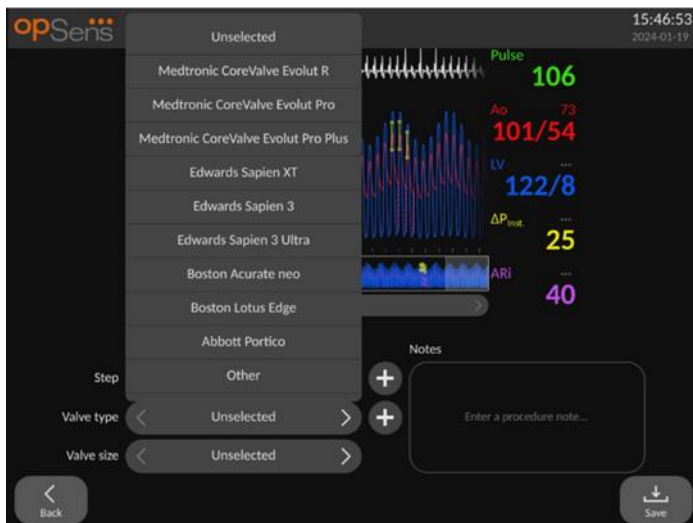 opSens
15:46:53
2024-01-19
Unselected
Medtronic CoreValve Evolut R
Medtronic CoreValve Evolut Pro
Medtronic CoreValve Evolut Pro Plus
Edwards Sapien XT
Edwards Sapien 3
Edwards Sapien 3 Ultra
Boston Acurate neo
Boston Lotus Edge
Abbott Portico
Other
Pulse
106
Ao 73
101/54
LV ---
122/8
ΔPinst. ---
25
ARi ---
40
Step
Valve type Unselected
Valve size Unselected
Notes
Enter a procedure note...
Back
Save